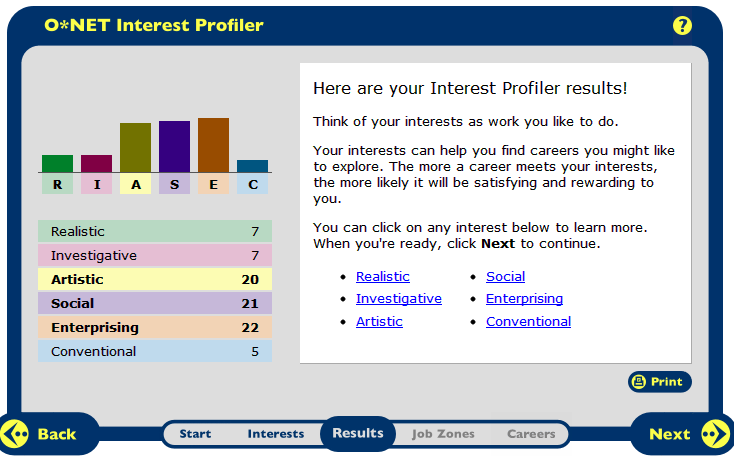 O*NET Interest Profiler
?
R I A S E C
Realistic 7
Investigative 7
Artistic 20
Social 21
Enterprising 22
Conventional 5
Here are your Interest Profiler results!
Think of your interests as work you like to do.
Your interests can help you find careers you might like
to explore. The more a career meets your interests,
the more likely it will be satisfying and rewarding to
you.
You can click on any interest below to learn more.
When you're ready, click Next to continue.
• Realistic • Social
• Investigative • Enterprising
• Artistic • Conventional
Print
Back Start Interests Results Job Zones Careers Next